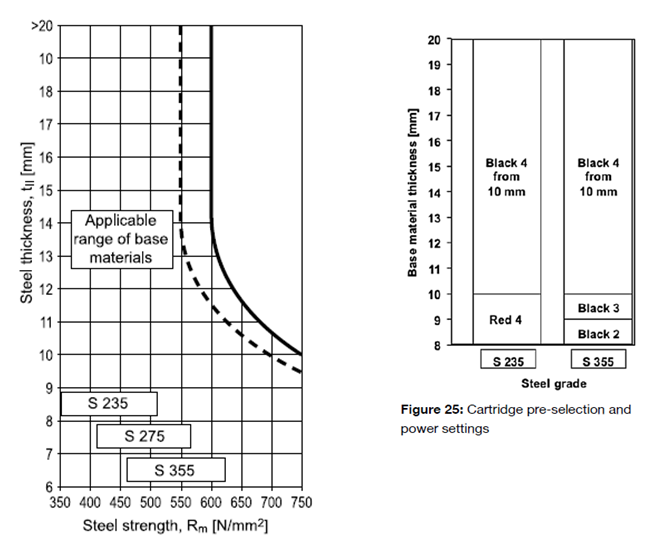 >20
10
18
17
16
15
14
13
12
11
10
9
8
7
6
Steel thickness, tII [mm]
Applicable
range of base
materials
S 235
S 275
S 355
350 400 450 500 550 600 650 700 750
Steel strength, Rm [N/mm²]
20
19
18
17
16
15
14
13
12
11
10
9
8
Base material thickness [mm]
Black 4
from
10 mm
Black 4
from
10 mm
Red 4
Black 3
Black 2
S 235
S 355
Steel grade
Figure 25: Cartridge pre-selection and
power settings